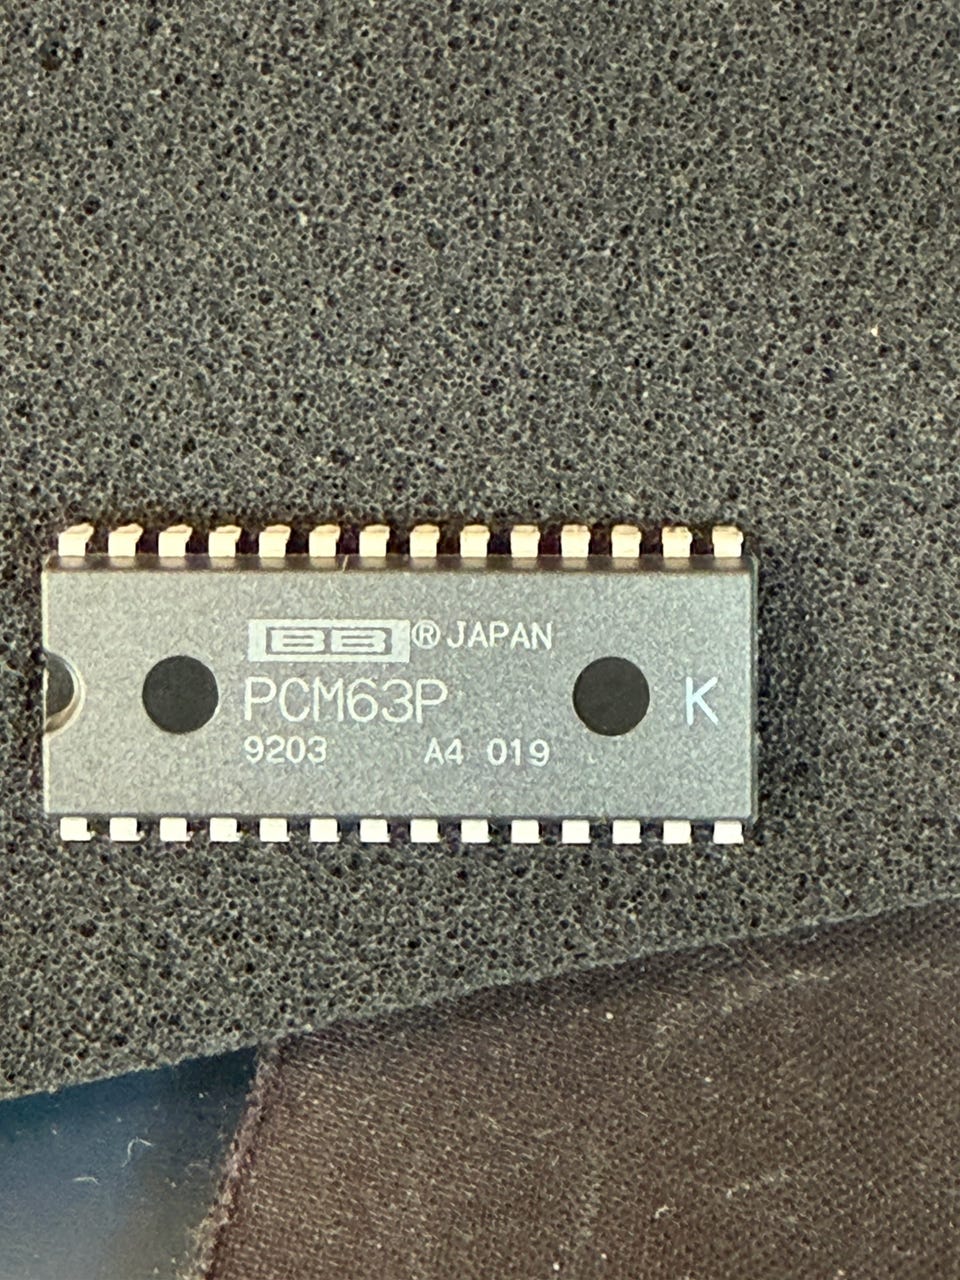 BB® JAPAN
PCM63P K
9203 A4 019